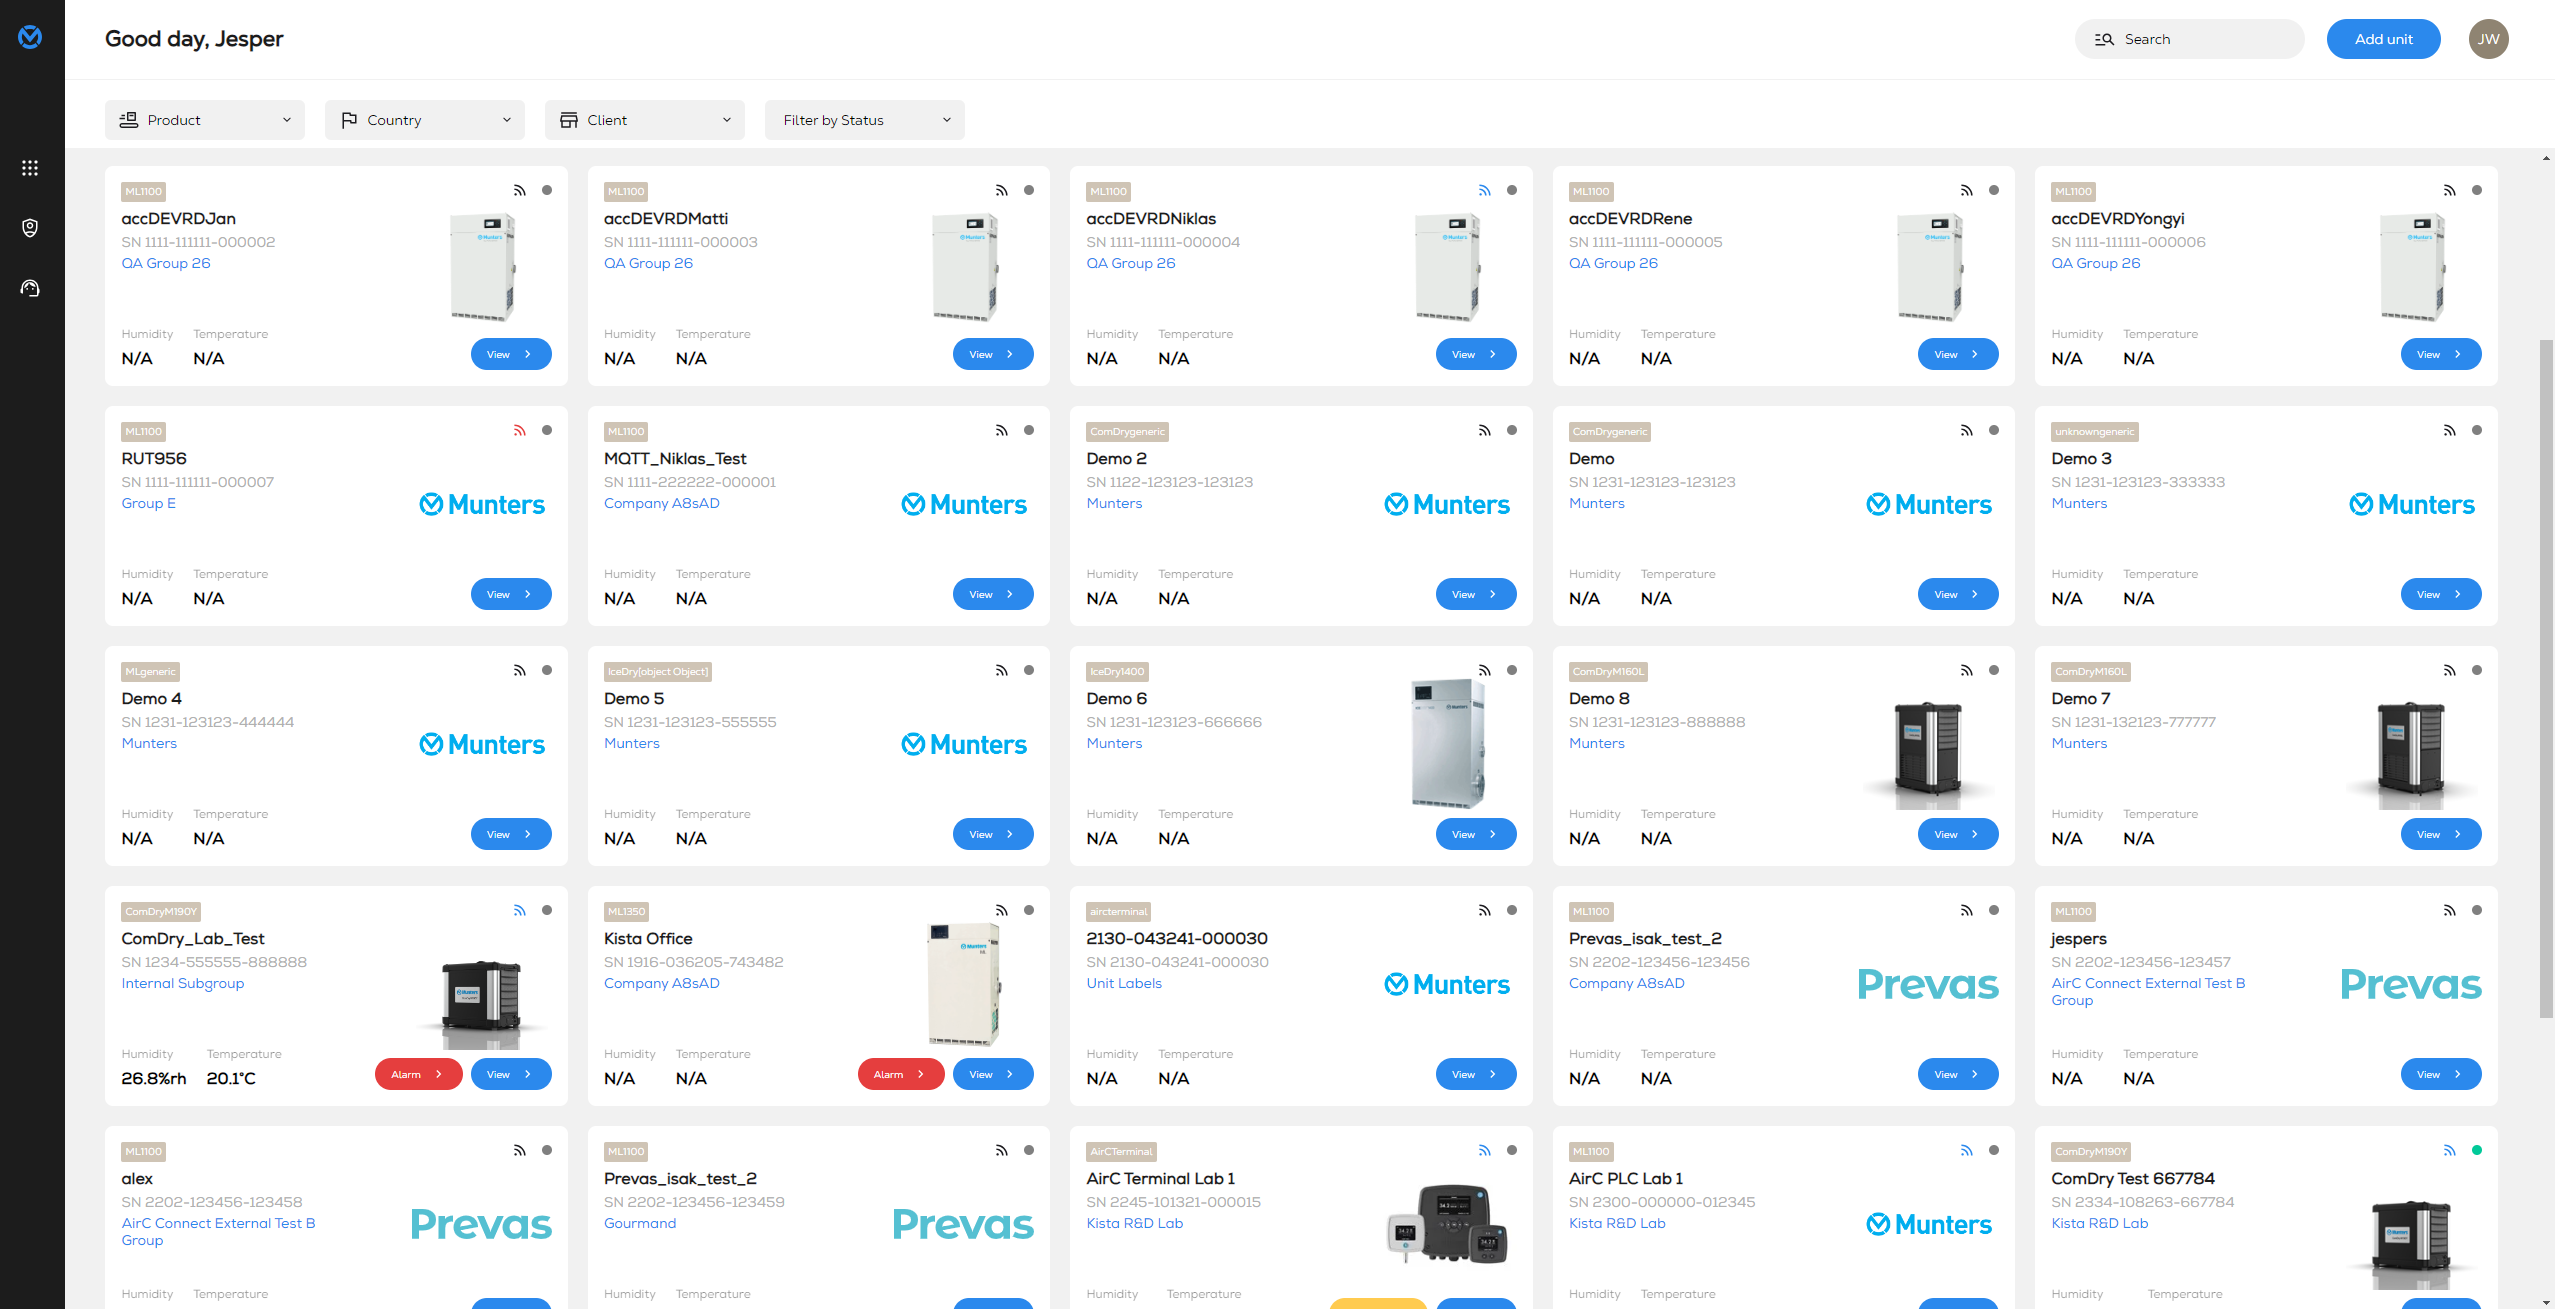 Good day, Jesper
Search
Add unit
JW
Product
Country
Client
Filter by Status
ML1100
accDEVRDJan
SN 1111-111111-000002
QA Group 26
Munters
Humidity Temperature
N/A N/A
View
ML1100
accDEVRDMatti
SN 1111-111111-000003
QA Group 26
Munters
Humidity Temperature
N/A N/A
View
ML1100
accDEVRDNiklas
SN 1111-111111-000004
QA Group 26
Munters
Humidity Temperature
N/A N/A
View
ML1100
accDEVRDRene
SN 1111-111111-000005
QA Group 26
Munters
Humidity Temperature
N/A N/A
View
ML1100
accDEVRDYongyi
SN 1111-111111-000006
QA Group 26
Munters
Humidity Temperature
N/A N/A
View
ML1100
RUT956
SN 1111-111111-000007
Group E
Munters
Humidity Temperature
N/A N/A
View
ML1100
MQTT_Niklas_Test
SN 1111-222222-000001
Company A8sAD
Munters
Humidity Temperature
N/A N/A
View
ComDrygeneric
Demo 2
SN 1122-123123-123123
Munters
Munters
Humidity Temperature
N/A N/A
View
ComDrygeneric
Demo
SN 1231-123123-123123
Munters
Munters
Humidity Temperature
N/A N/A
View
unknowngeneric
Demo 3
SN 1231-123123-333333
Munters
Munters
Humidity Temperature
N/A N/A
View
MLgeneric
Demo 4
SN 1231-123123-444444
Munters
Munters
Humidity Temperature
N/A N/A
View
IceDry[object Object]
Demo 5
SN 1231-123123-555555
Munters
Munters
Humidity Temperature
N/A N/A
View
IceDry1400
Demo 6
SN 1231-123123-666666
Munters
Munters
Humidity Temperature
N/A N/A
View
ComDryM160L
Demo 8
SN 1231-123123-888888
Munters
Humidity Temperature
N/A N/A
View
ComDryM160L
Demo 7
SN 1231-132123-777777
Munters
Humidity Temperature
N/A N/A
View
ComDryM190Y
ComDry_Lab_Test
SN 1234-555555-888888
Internal Subgroup
Humidity Temperature
26.8%rh 20.1°C
Alarm
View
ML1350
Kista Office
SN 1916-036205-743482
Company A8sAD
Munters
Humidity Temperature
N/A N/A
Alarm
View
aircterminal
2130-043241-000030
SN 2130-043241-000030
Unit Labels
Munters
Humidity Temperature
N/A N/A
View
ML1100
Prevas_isak_test_2
SN 2202-123456-123456
Company A8sAD
Prevas
Humidity Temperature
N/A N/A
View
ML1100
jespers
SN 2202-123456-123457
AirC Connect External Test B
Group
Prevas
Humidity Temperature
N/A N/A
View
ML1100
alex
SN 2202-123456-123458
AirC Connect External Test B
Group
Prevas
Humidity Temperature
ML1100
Prevas_isak_test_2
SN 2202-123456-123459
Gourmand
Prevas
Humidity Temperature
AirCTerminal
AirC Terminal Lab 1
SN 2245-101321-000015
Kista R&D Lab
Humidity Temperature
ML1100
AirC PLC Lab 1
SN 2300-000000-012345
Kista R&D Lab
Munters
Humidity Temperature
ComDryM190Y
ComDry Test 667784
SN 2334-108263-667784
Kista R&D Lab
Humidity Temperature